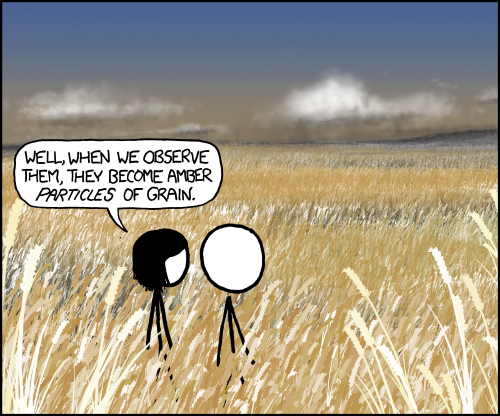 WELL, WHEN WE OBSERVE
THEM, THEY BECOME AMBER
PARTICLES OF GRAIN.